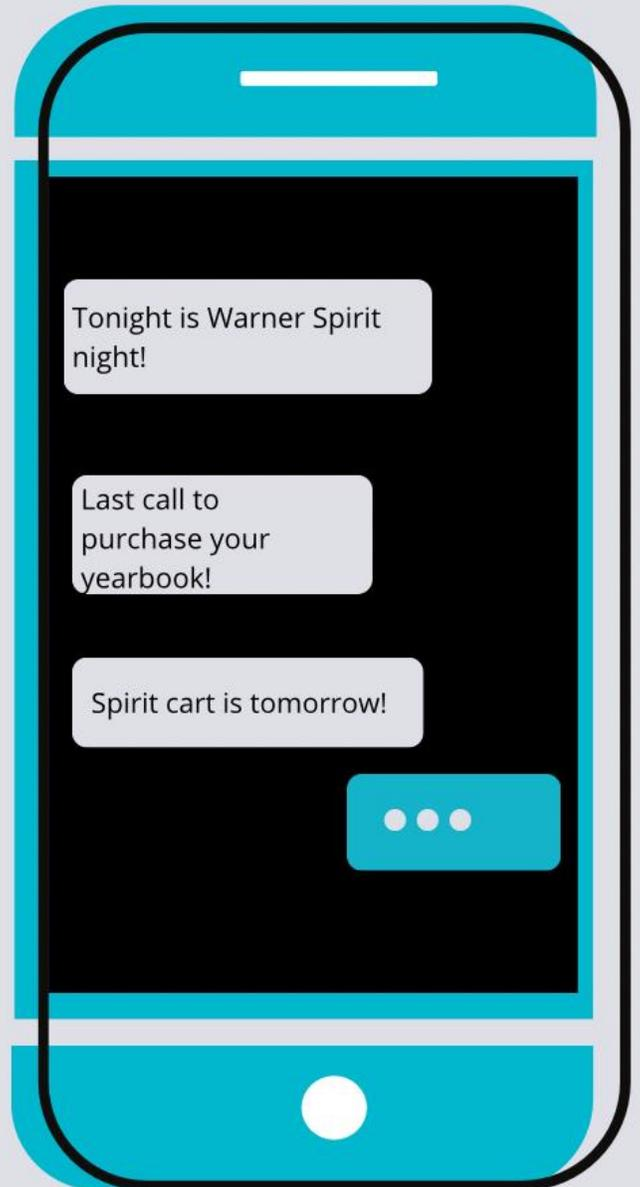 Tonight is Warner Spirit
night!
Last call to
purchase your
yearbook!
Spirit cart is tomorrow!